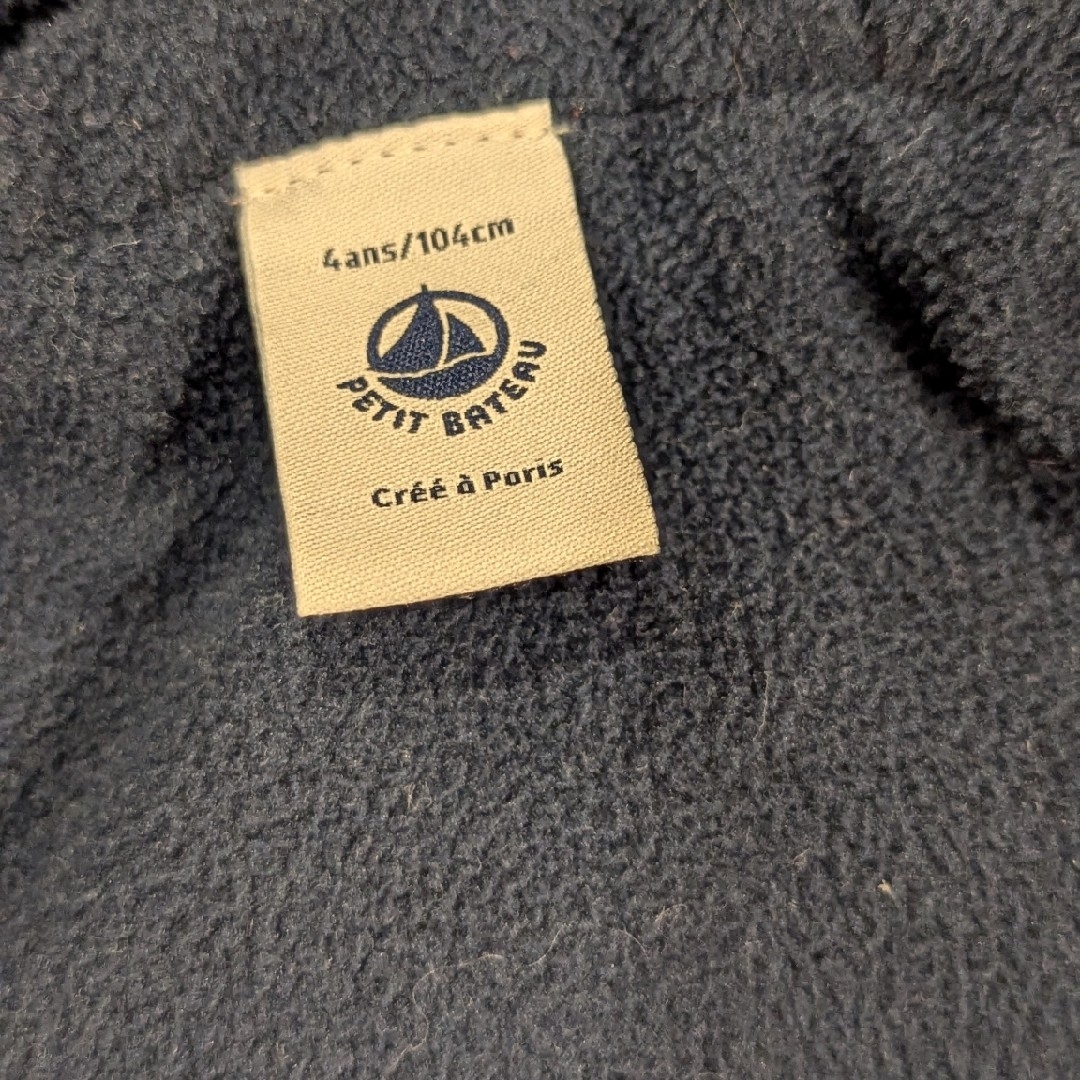 4ans/104cm
PETIT BATEAU
Créé à Paris